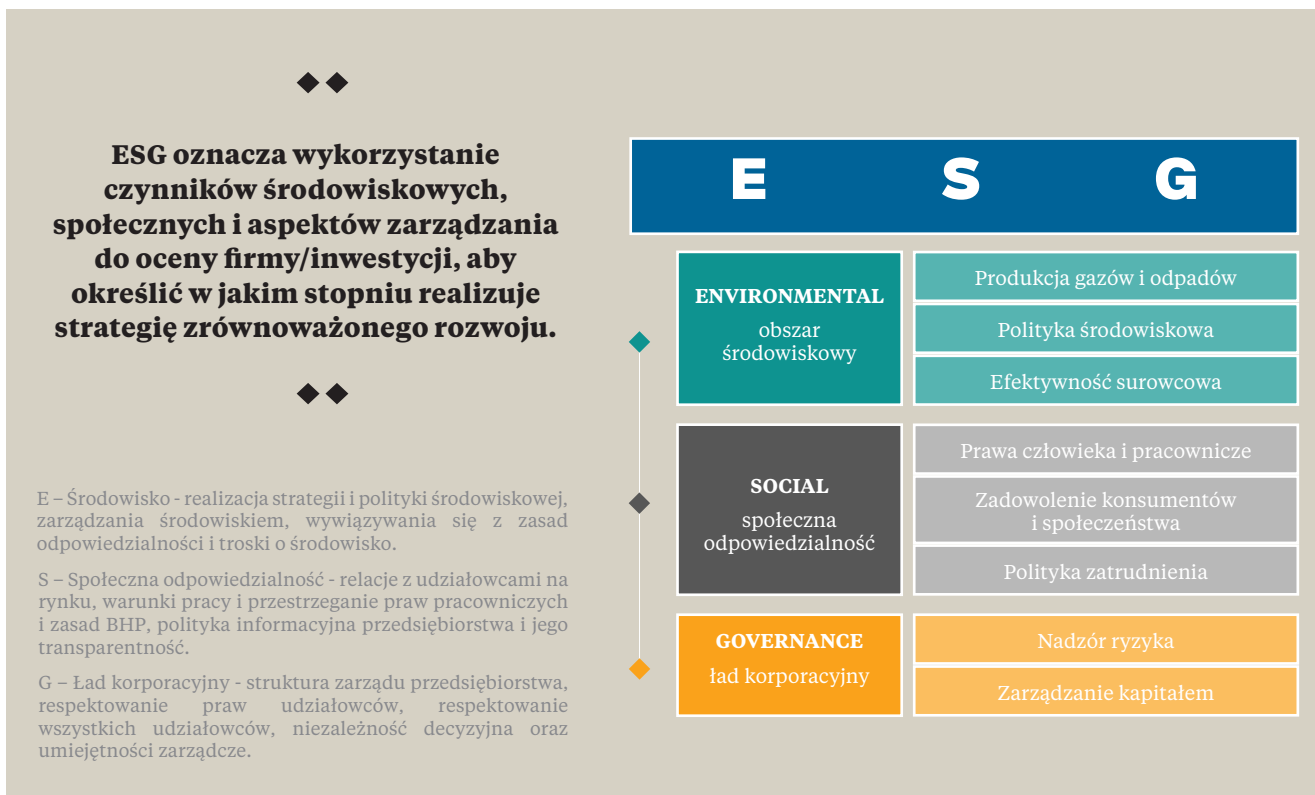 ESG oznacza wykorzystanie
czynników środowiskowych,
społecznych i aspektów zarządzania
do oceny firmy/inwestycji, aby
określić w jakim stopniu realizuje
strategię zrównoważonego rozwoju.
E – Środowisko - realizacja strategii i polityki środowiskowej,
zarządzania środowiskiem, wywiązywania się z zasad
odpowiedzialności i troski o środowisko.
S – Społeczna odpowiedzialność - relacje z udziałowcami na
rynku, warunki pracy i przestrzeganie praw pracowniczych
i zasad BHP, polityka informacyjna przedsiębiorstwa i jego
transparentność.
G – Ład korporacyjny - struktura zarządu przedsiębiorstwa,
respektowanie praw udziałowców, respektowanie
wszystkich udziałowców, niezależność decyzyjna oraz
umiejętności zarządcze.
E S G
ENVIRONMENTAL
obszar
środowiskowy
Produkcja gazów i odpadów
Polityka środowiskowa
Efektywność surowcowa
SOCIAL
społeczna
odpowiedzialność
Prawa człowieka i pracownicze
Zadowolenie konsumentów
i społeczeństwa
Polityka zatrudnienia
GOVERNANCE
ład korporacyjny
Nadzór ryzyka
Zarządzanie kapitałem